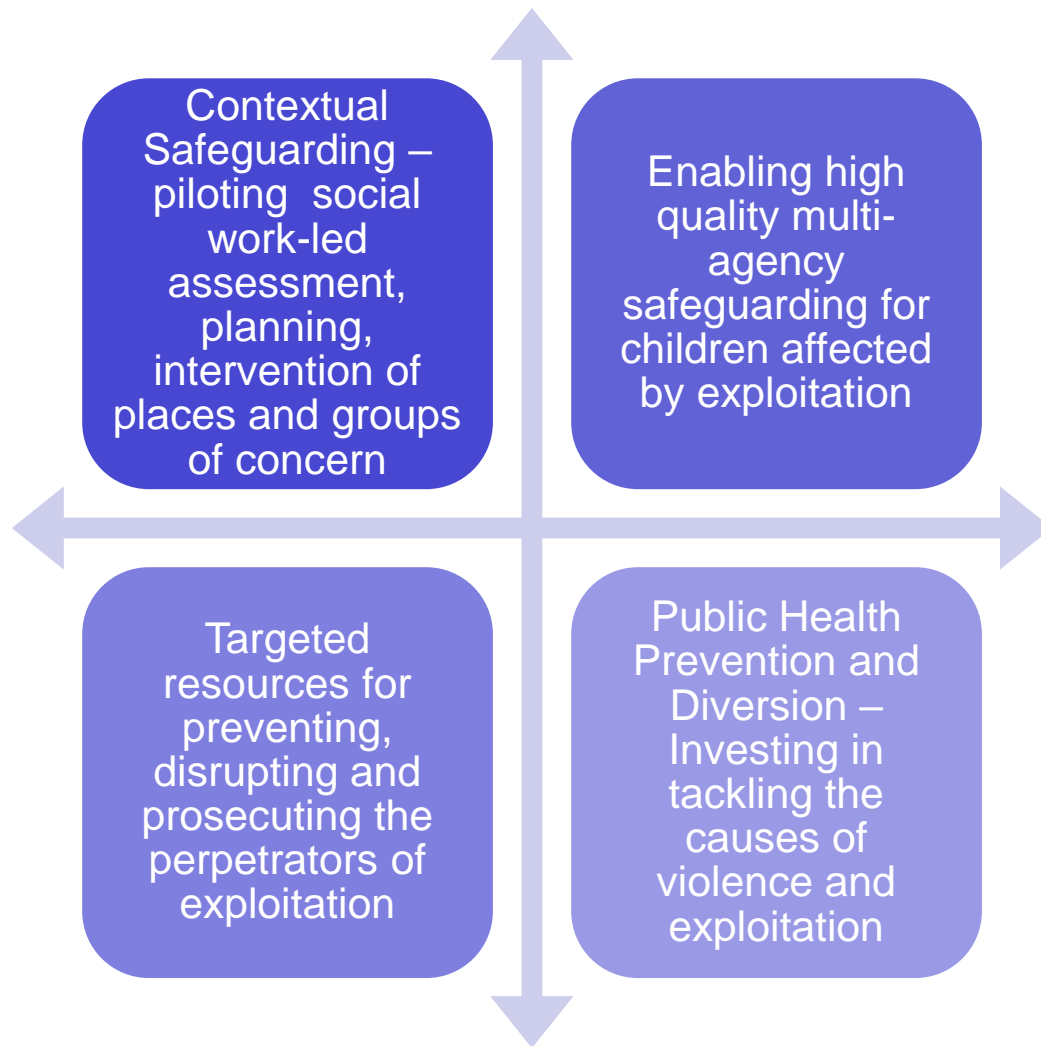 Contextual
Safeguarding –
piloting  social
work-led
assessment,
planning,
intervention of
places and groups
of concern
Enabling high
quality multi-
agency
safeguarding for
children affected
by exploitation
Targeted
resources for
preventing,
disrupting and
prosecuting the
perpetrators of
exploitation
Public Health
Prevention and
Diversion –
Investing in
tackling the
causes of
violence and
exploitation